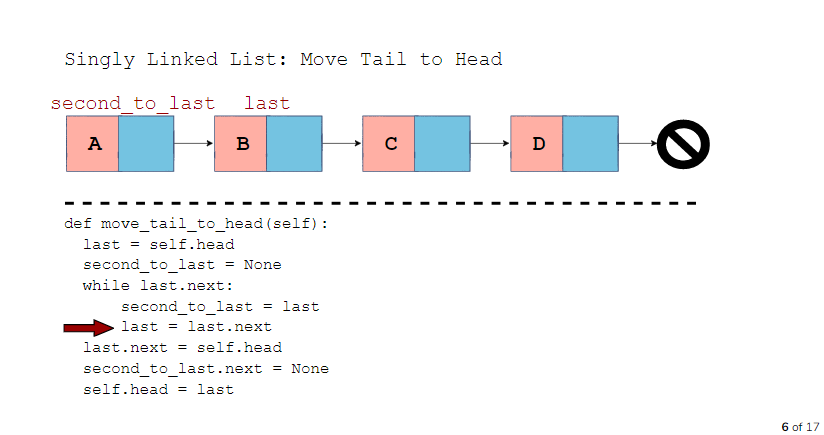 Singly Linked List: Move Tail to Head
second_to_last last
A B C D
def move_tail_to_head(self):
  last = self.head
  second_to_last = None
  while last.next:
      second_to_last = last
      last = last.next
  last.next = self.head
  second_to_last.next = None
  self.head = last
6 of 17